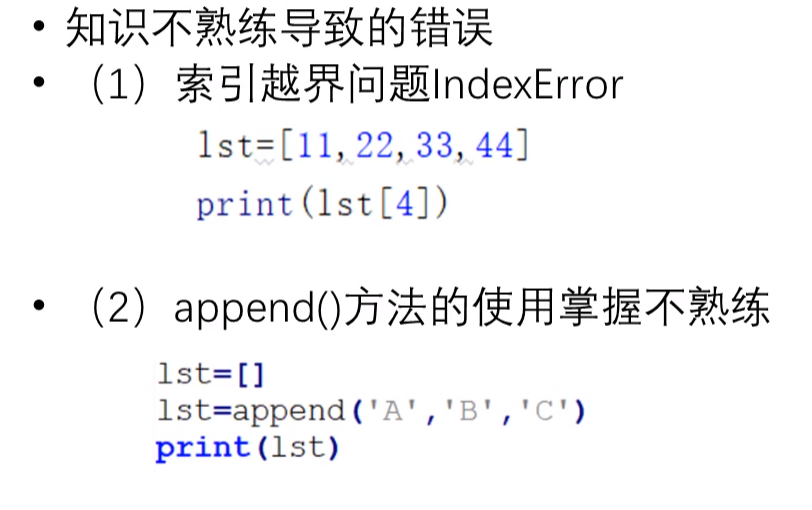 • 知识不熟练导致的错误
• （1）索引越界问题IndexError
lst=[11,22,33,44]
print(lst[4])
• （2）append()方法的使用掌握不熟练
lst=[]
lst=append('A','B','C')
print(lst)